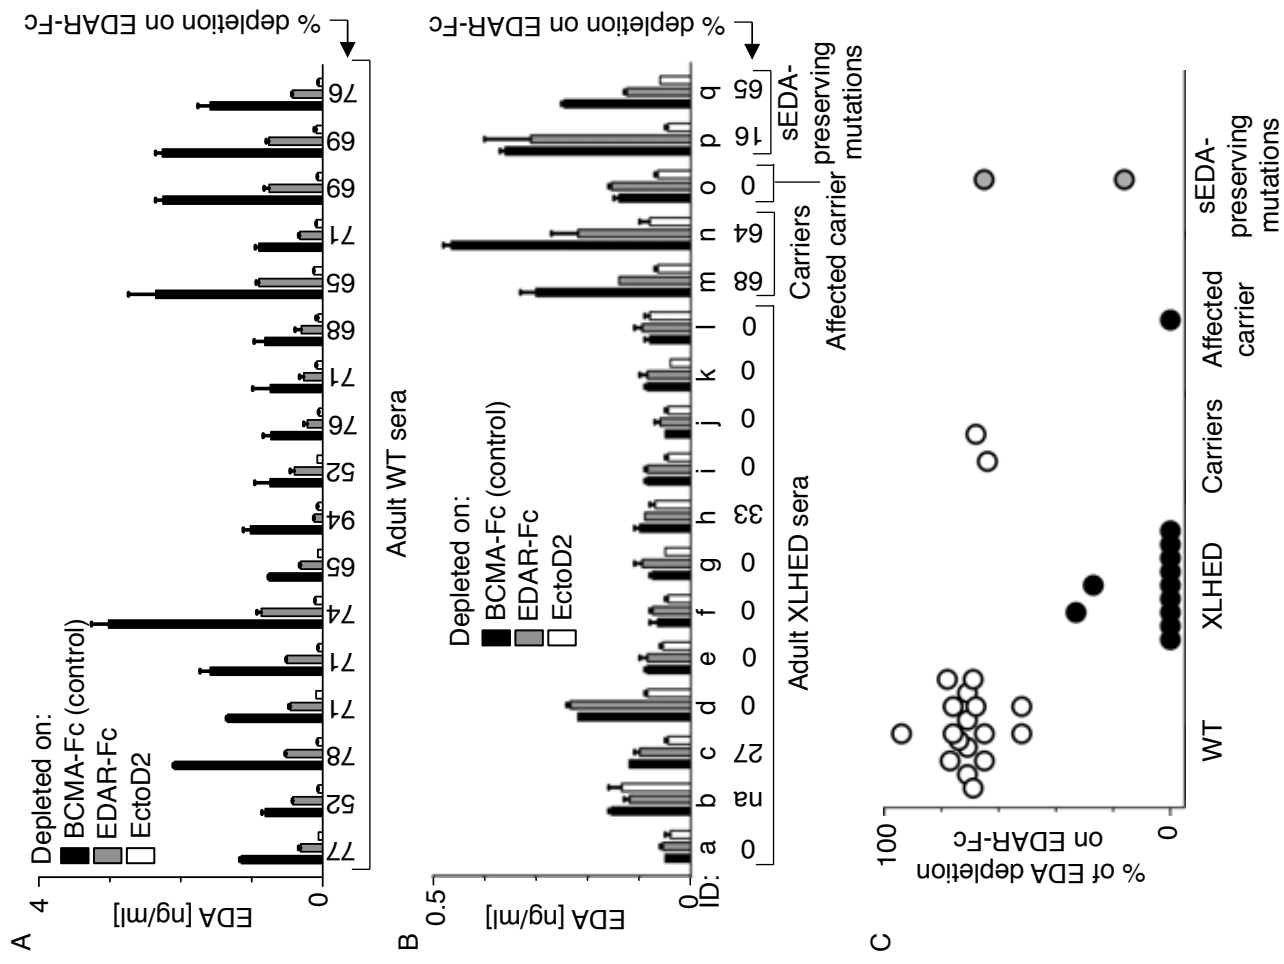 A
% depletion on EDAR-Fc
Depleted on:
BCMA-Fc (control)
EDAR-Fc
EctoD2
EDA [ng/ml]
4
0
77 52 78 71 71 74 65 94 52 76 71 68 65 71 69 69 76
Adult WT sera
B
% depletion on EDAR-Fc
Depleted on:
BCMA-Fc (control)
EDAR-Fc
EctoD2
EDA [ng/ml]
0.5
0
ID: a b c d e f g h i j k l m n o p q
0 na 27 0 0 0 0 33 0 0 0 0 68 64 0 16 65
Adult XLHED sera
Carriers
Affected carrier
sEDA-
preserving
mutations
C
% of EDA depletion
on EDAR-Fc
100
0
WT
XLHED
Carriers
Affected
carrier
sEDA-
preserving
mutations